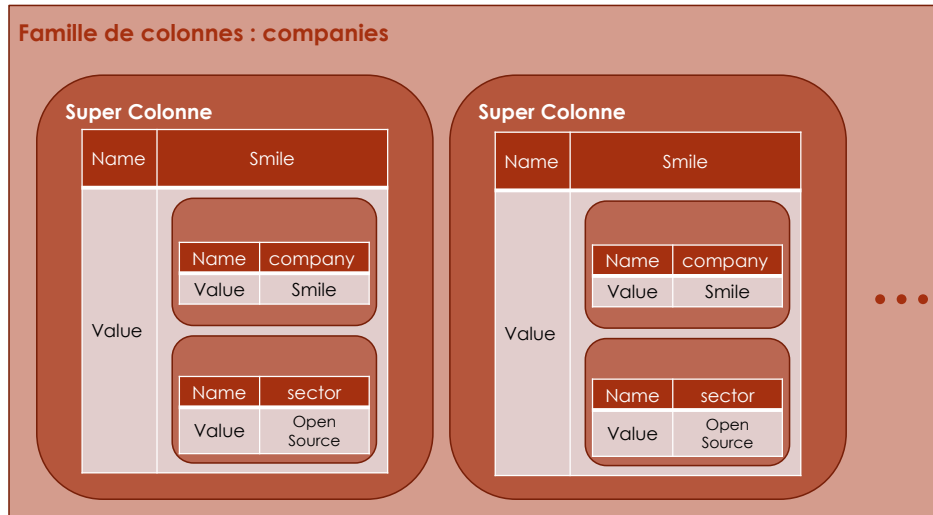 Famille de colonnes : companies
Super Colonne
Name Smile
Value
Name company
Value Smile
Name sector
Value Open Source
Super Colonne
Name Smile
Value
Name company
Value Smile
Name sector
Value Open Source
...